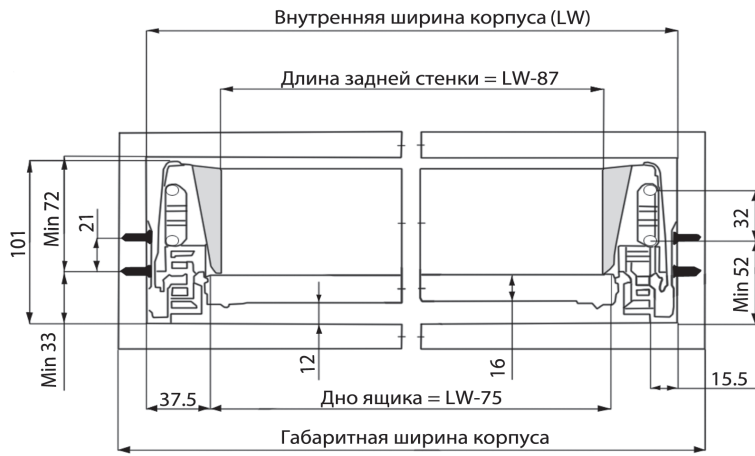 Внутренняя ширина корпуса (LW)
Длина задней стенки = LW-87
101
Min 72
21
Min 33
32
Min 52
12
16
15.5
37.5
Дно ящика = LW-75
Габаритная ширина корпуса